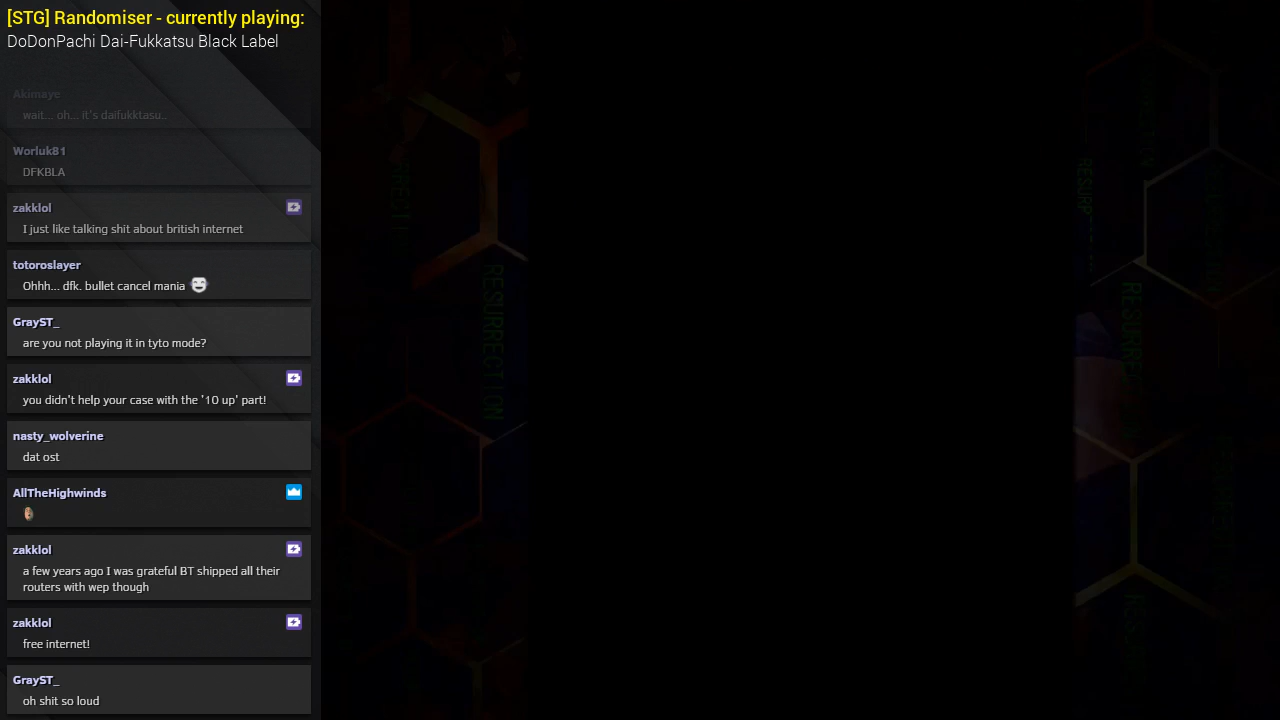 [STG] Randomiser - currently playing:
DoDonPachi Dai-Fukkatsu Black Label
Akimaye
wait... oh... it's daifukktasu..
Worluk81
DFKBLA
zakklol
I just like talking shit about british internet
totoroslayer
Ohhh... dfk. bullet cancel mania
GrayST_
are you not playing it in tyto mode?
zakklol
you didn't help your case with the '10 up' part!
nasty_wolverine
dat ost
AllTheHighwinds
zakklol
a few years ago I was grateful BT shipped all their
routers with wep though
zakklol
free internet!
GrayST_
oh shit so loud
RESURRECTION